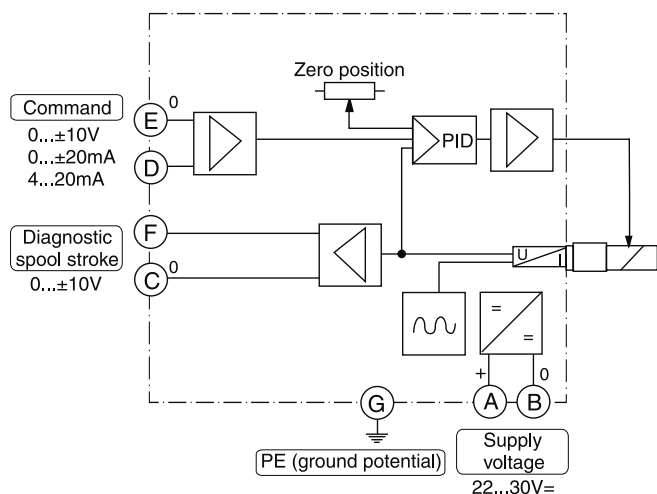 Zero position
Command
0...±10V
0...±20mA
4...20mA
E
0
D
PID
F
Diagnostic
spool stroke
0...±10V
C
0
U
I
=
=
+
0
G
A
B
PE (ground potential)
Supply
voltage
22...30V=